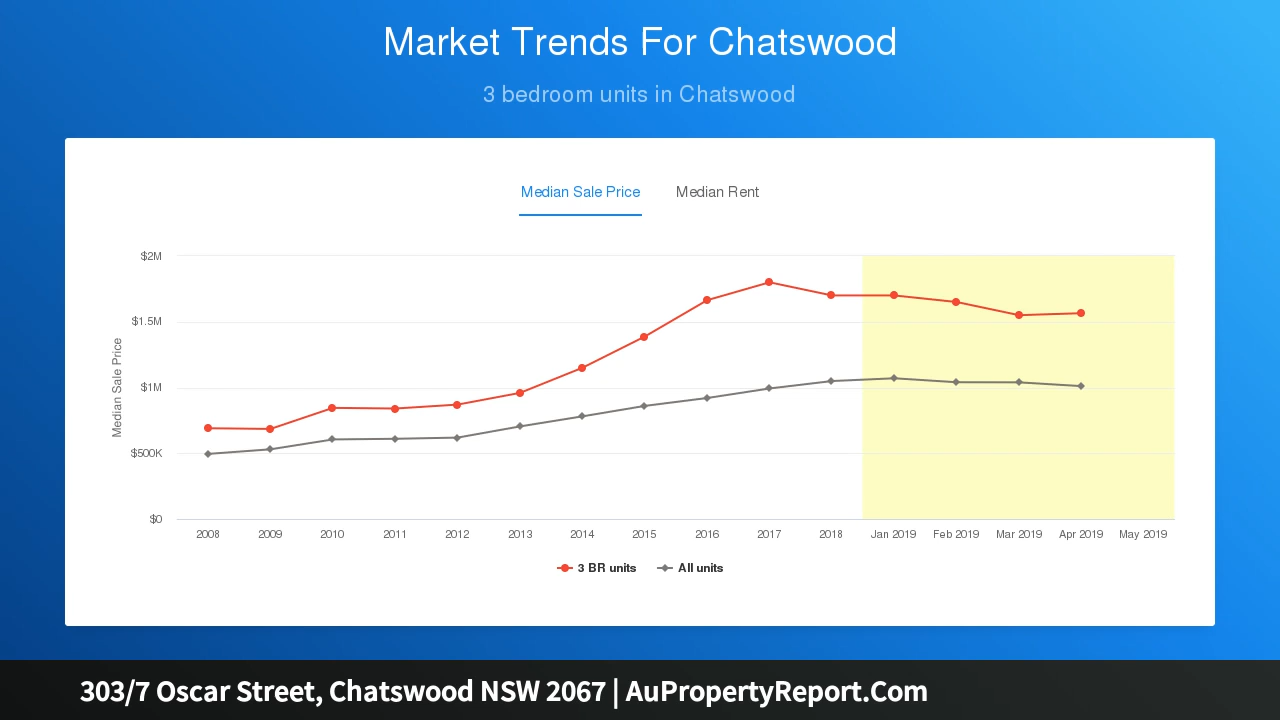 Market Trends For Chatswood
3 bedroom units in Chatswood
Median Sale Price Median Rent
$2M
$1.5M
$1M
$500K
$0
Median Sale Price
2008 2009 2010 2011 2012 2013 2014 2015 2016 2017 2018 Jan 2019 Feb 2019 Mar 2019 Apr 2019 May 2019
3 BR units All units
303/7 Oscar Street, Chatswood NSW 2067 | AuPropertyReport.Com